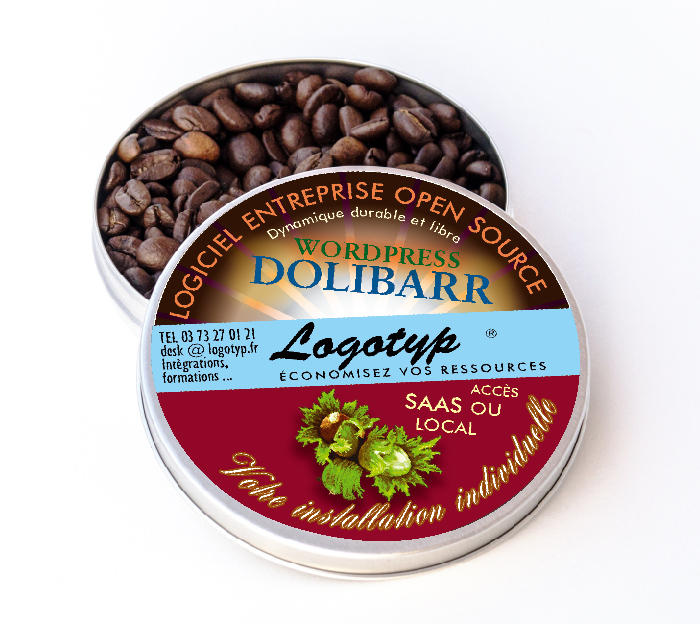 LOGICIEL ENTREPRISE OPEN SOURCE
Dynamique durable et libre
WORDPRESS
DOLIBARR
TEL 03 73 27 01 21
desk @ logotyp.fr
Intégrations,
formations ...
Logotyp ®
ÉCONOMISEZ VOS RESSOURCES
ACCÈS
SAAS OU
LOCAL
Votre installation individuelle